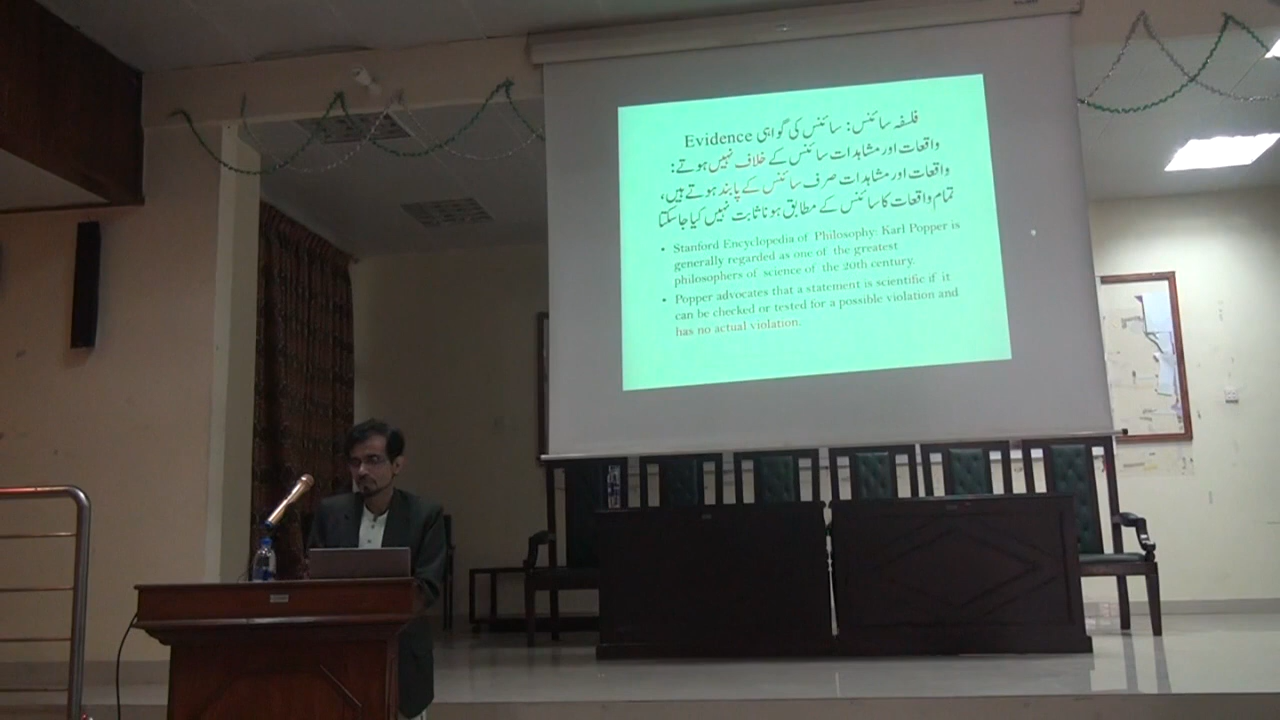 فلسفہ سائنس: سائنس کی گواہی Evidence
واقعات اور مشاہدات سائنس کے خلاف نہیں ہوتے:
واقعات اور مشاہدات صرف سائنس کے پابند ہوتے ہیں،
تمام واقعات کا سائنس کے مطابق ہونا ثابت نہیں کیا جا سکتا
• Stanford Encyclopedia of Philosophy: Karl Popper is
generally regarded as one of the greatest
philosophers of science of the 20th century.
• Popper advocates that a statement is scientific if it
can be checked or tested for a possible violation and
has no actual violation.